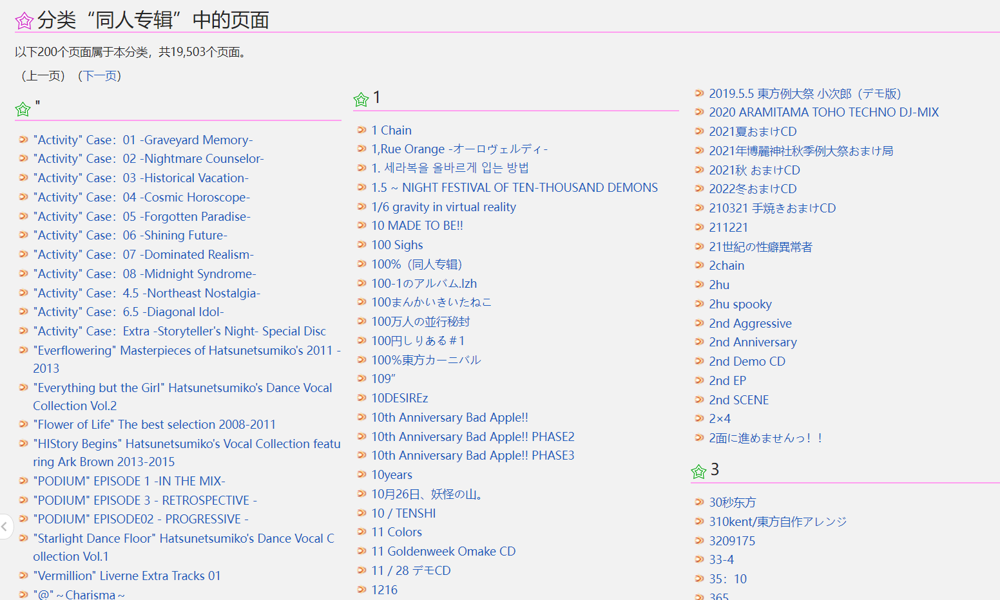 分类“同人专辑”中的页面
以下200个页面属于本分类，共19,503个页面。
（上一页）（下一页）
"
"Activity" Case：01 -Graveyard Memory-
"Activity" Case：02 -Nightmare Counselor-
"Activity" Case：03 -Historical Vacation-
"Activity" Case：04 -Cosmic Horoscope-
"Activity" Case：05 -Forgotten Paradise-
"Activity" Case：06 -Shining Future-
"Activity" Case：07 -Dominated Realism-
"Activity" Case：08 -Midnight Syndrome-
"Activity" Case：4.5 -Northeast Nostalgia-
"Activity" Case：6.5 -Diagonal Idol-
"Activity" Case：Extra -Storyteller's Night- Special Disc
"Everflowering" Masterpieces of Hatsunetsumiko's 2011 -
2013
"Everything but the Girl" Hatsunetsumiko's Dance Vocal
Collection Vol.2
"Flower of Life" The best selection 2008-2011
"HIStory Begins" Hatsunetsumiko's Vocal Collection featu
ring Ark Brown 2013-2015
"PODIUM" EPISODE 1 -IN THE MIX-
"PODIUM" EPISODE 3 - RETROSPECTIVE -
"PODIUM" EPISODE02 - PROGRESSIVE -
"Starlight Dance Floor" Hatsunetsumiko's Dance Vocal C
ollection Vol.1
"Vermillion" Liverne Extra Tracks 01
"@"～Charisma～
1
1 Chain
1,Rue Orange -オーロヴェルディ-
1. 세라복을 올바르게 입는 방법
1.5 ~ NIGHT FESTIVAL OF TEN-THOUSAND DEMONS
1/6 gravity in virtual reality
10 MADE TO BE!!
100 Sighs
100%（同人专辑）
100-1のアルバム.lzh
100まんかいきいたねこ
100万人の並行秘封
100円しりある＃1
100％東方カーニバル
109”
10DESIREz
10th Anniversary Bad Apple!!
10th Anniversary Bad Apple!! PHASE2
10th Anniversary Bad Apple!! PHASE3
10years
10月26日、妖怪の山。
10 / TENSHI
11 Colors
11 Goldenweek Omake CD
11 / 28 デモCD
1216
2019.5.5 東方例大祭 小次郎（デモ版）
2020 ARAMITAMA TOHO TECHNO DJ-MIX
2021夏おまけCD
2021年博麗神社秋季例大祭おまけ局
2021秋 おまけCD
2022冬おまけCD
210321 手焼きおまけCD
211221
21世紀の性癖異常者
2chain
2hu
2hu spooky
2nd Aggressive
2nd Anniversary
2nd Demo CD
2nd EP
2nd SCENE
2×4
2面に進めませんっ！！
3
30秒东方
310kent/東方自作アレンジ
3209175
33-4
35：10
365